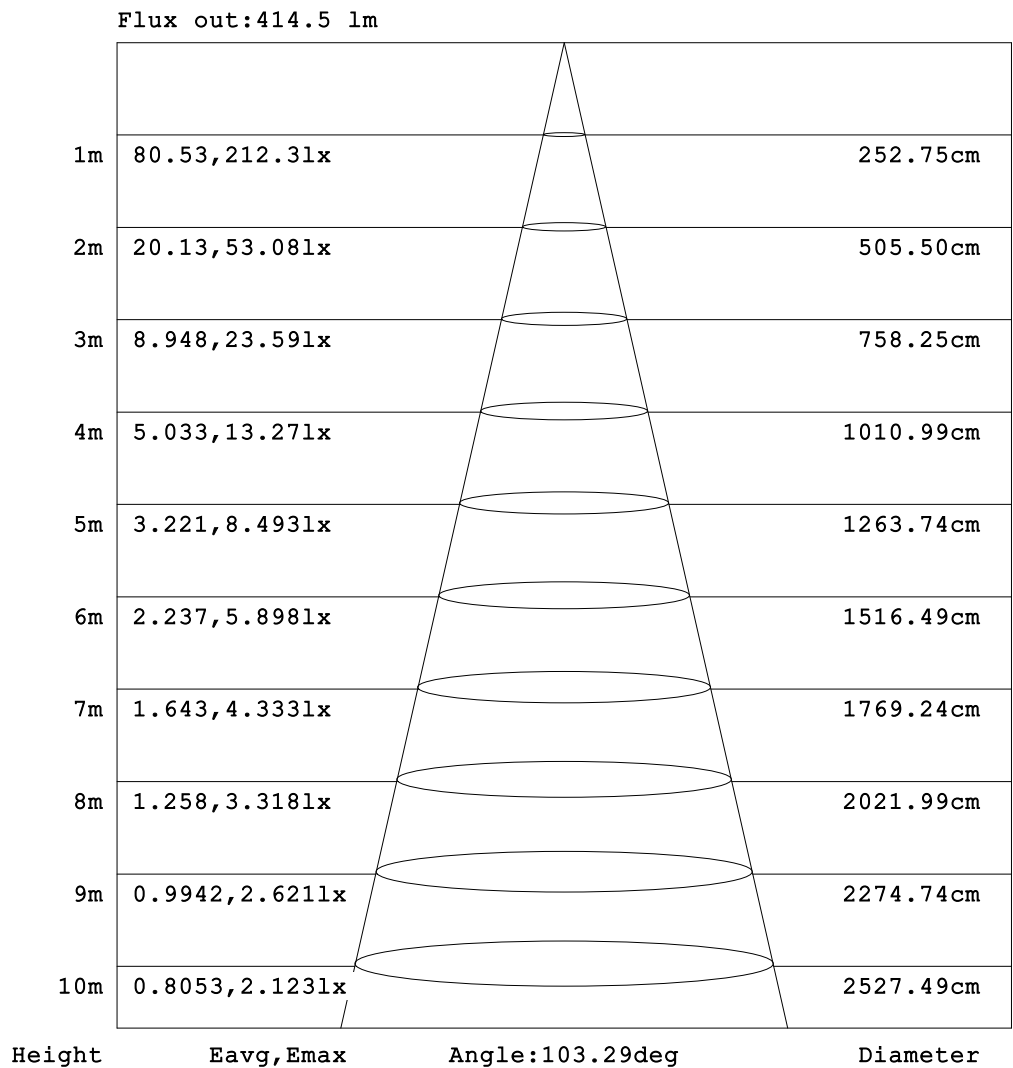 Flux out:414.5 lm
1m 80.53,212.3lx 252.75cm
2m 20.13,53.08lx 505.50cm
3m 8.948,23.59lx 758.25cm
4m 5.033,13.27lx 1010.99cm
5m 3.221,8.493lx 1263.74cm
6m 2.237,5.898lx 1516.49cm
7m 1.643,4.333lx 1769.24cm
8m 1.258,3.318lx 2021.99cm
9m 0.9942,2.621lx 2274.74cm
10m 0.8053,2.123lx 2527.49cm
Height Eavg,Emax Angle:103.29deg Diameter